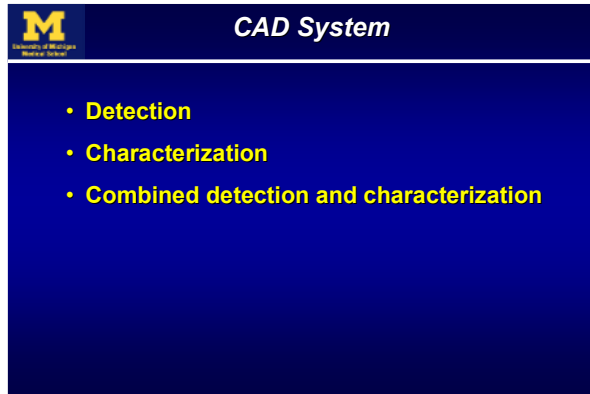 CAD System
M
University of Michigan
Medical School
• Detection
• Characterization
• Combined detection and characterization